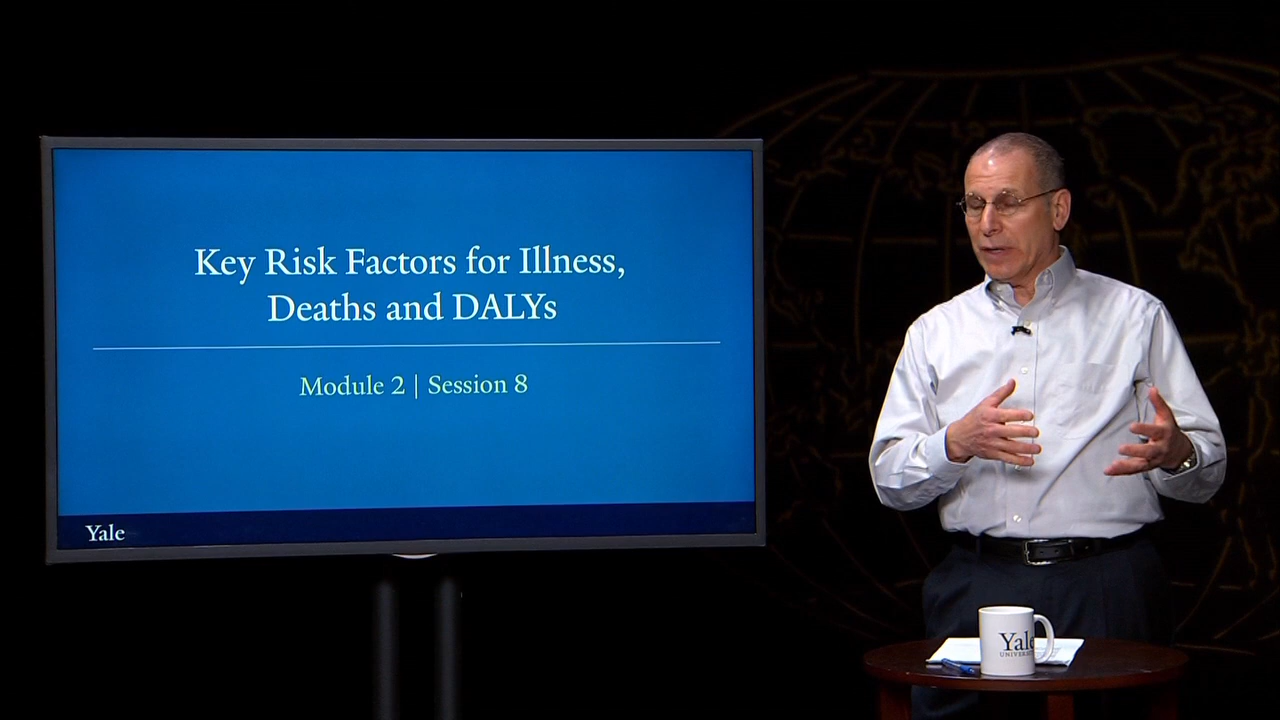 Key Risk Factors for Illness,
Deaths and DALYs
Module 2 | Session 8
Yale
Yale